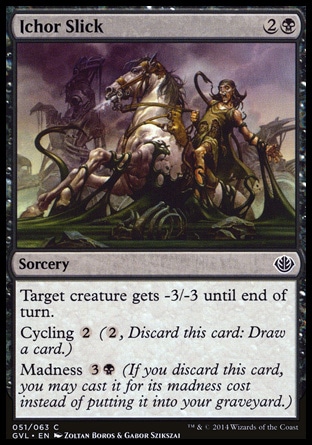 Ichor Slick 2
Sorcery
Target creature gets -3/-3 until end of
turn.
Cycling 2 (2, Discard this card: Draw
a card.)
Madness 3 (If you discard this card,
you may cast it for its madness cost
instead of putting it into your graveyard.)
051/063 C
GVL • EN Zoltan Boros & Gabor Szikszai
™ & © 2014 Wizards of the Coast